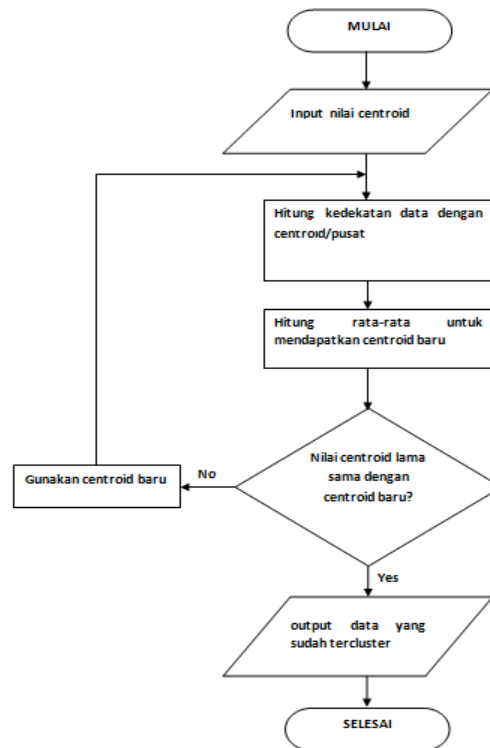 MULAI
Input nilai centroid
Hitung kedekatan data dengan
centroid/pusat
Hitung rata-rata untuk
mendapatkan centroid baru
Nilai centroid lama
sama dengan
centroid baru?
No
Gunakan centroid baru
Yes
output data yang
sudah tercluster
SELESAI